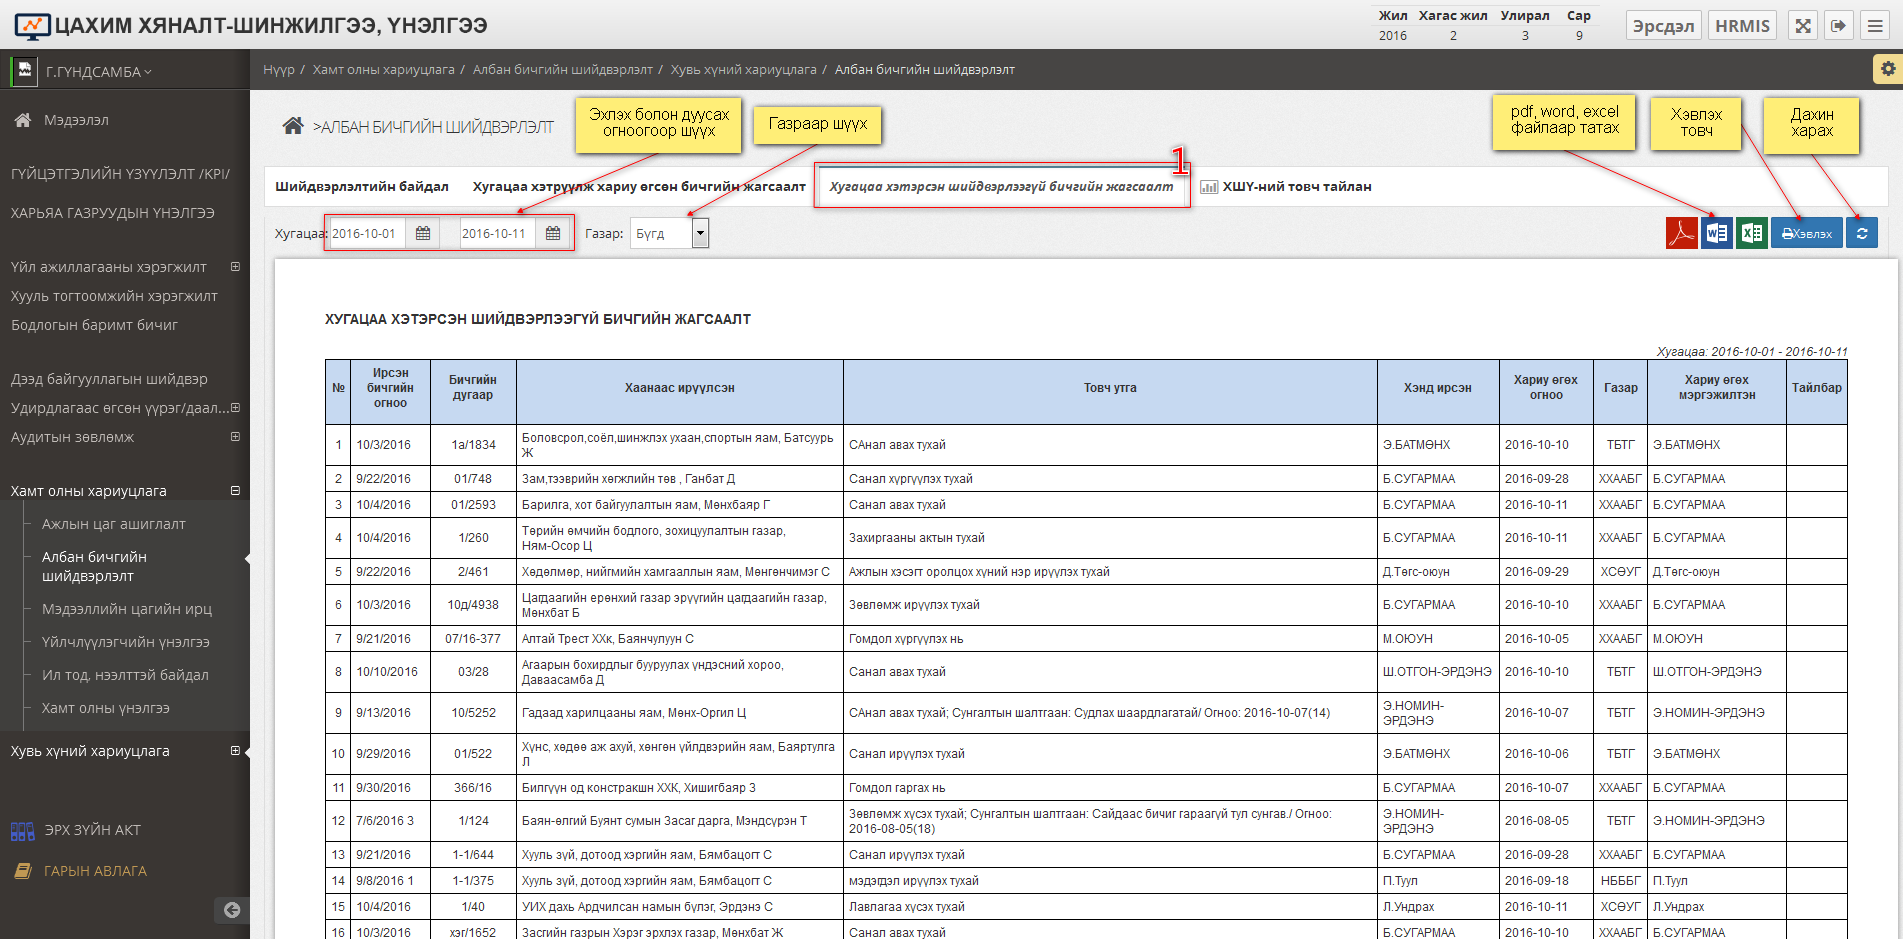 ЦАХИМ ХЯНАЛТ-ШИНЖИЛГЭЭ, ҮНЭЛГЭЭ
Жил Хагас жил Улирал Сар
2016 2 3 9
Эрсдэл HRMIS
Г.ГҮНДСАМБА
Нүүр / Хамт олны хариуцлага / Албан бичгийн шийдвэрлэлт / Хувь хүний хариуцлага / Албан бичгийн шийдвэрлэлт
Мэдээлэл
ГҮЙЦЭТГЭЛИЙН ҮЗҮҮЛЭЛТ /KPI/
ХАРЬЯА ГАЗРУУДЫН ҮНЭЛГЭЭ
Үйл ажиллагааны хэрэгжилт
Хууль тогтоомжийн хэрэгжилт
Бодлогын баримт бичиг
Дээд байгууллагын шийдвэр
Удирдлагаас өгсөн үүрэг/даал...
Аудитын зөвлөмж
Хамт олны хариуцлага
Ажлын цаг ашиглалт
Албан бичгийн
шийдвэрлэлт
Мэдээллийн цагийн ирц
Үйлчлүүлэгчийн үнэлгээ
Ил тод, нээлттэй байдал
Хамт олны үнэлгээ
Хувь хүний хариуцлага
ЭРХ ЗҮЙН АКТ
ГАРЫН АВЛАГА
>АЛБАН БИЧГИЙН ШИЙДВЭРЛЭЛТ
Эхлэх болон дуусах
огноогоор шүүх
Газраар шүүх
pdf, word, excel
файлаар татах
Хэвлэх
товч
Дахин
харах
1
Шийдвэрлэлтийн байдал Хугацаа хэтрүүлж хариу өгсөн бичгийн жагсаалт Хугацаа хэтэрсэн шийдвэрлээгүй бичгийн жагсаалт ХШҮ-ний товч тайлан
Хугацаа: 2016-10-01 2016-10-11 Газар: Бүгд Хэвлэх
ХУГАЦАА ХЭТЭРСЭН ШИЙДВЭРЛЭЭГҮЙ БИЧГИЙН ЖАГСААЛТ
Хугацаа: 2016-10-01 - 2016-10-11
№ Ирсэн бичгийн огноо Бичгийн дугаар Хаанаас ирүүлсэн Товч утга Хэнд ирсэн Хариу өгөх огноо Газар Хариу өгөх мэргэжилтэн Тайлбар
1 10/3/2016 1а/1834 Боловсрол,соёл,шинжлэх ухаан,спортын яам, Батсуурь Ж САнал авах тухай Э.БАТМӨНХ 2016-10-10 ТБТГ Э.БАТМӨНХ
2 9/22/2016 01/748 Зам,тээврийн хөгжлийн төв , Ганбат Д Санал хүргүүлэх тухай Б.СУГАРМАА 2016-09-28 ХХААБГ Б.СУГАРМАА
3 10/4/2016 01/2593 Барилга, хот байгуулалтын яам, Мөнхбаяр Г Санал авах тухай Б.СУГАРМАА 2016-10-11 ХХААБГ Б.СУГАРМАА
4 10/4/2016 1/260 Төрийн өмчийн бодлого, зохицуулалтын газар, Ням-Осор Ц Захиргааны актын тухай Б.СУГАРМАА 2016-10-11 ХХААБГ Б.СУГАРМАА
5 9/22/2016 2/461 Хөдөлмөр, нийгмийн хамгааллын яам, Мөнгөнчимэг С Ажлын хэсэгт оролцох хүний нэр ирүүлэх тухай Д.Төгс-оюун 2016-09-29 ХСӨУГ Д.Төгс-оюун
6 10/3/2016 10д/4938 Цагдаагийн ерөнхий газар эрүүгийн цагдаагийн газар, Мөнхбат Б Зөвлөмж ирүүлэх тухай Б.СУГАРМАА 2016-10-10 ХХААБГ Б.СУГАРМАА
7 9/21/2016 07/16-377 Алтай Трест ХХк, Баянчулуун С Гомдол хүргүүлэх нь М.ОЮУН 2016-10-05 ХХААБГ М.ОЮУН
8 10/10/2016 03/28 Агаарын бохирдлыг бууруулах үндэсний хороо, Даваасамба Д Санал авах тухай Ш.ОТГОН-ЭРДЭНЭ 2016-10-10 ТБТГ Ш.ОТГОН-ЭРДЭНЭ
9 9/13/2016 10/5252 Гадаад харилцааны яам, Мөнх-Оргил Ц САнал авах тухай; Сунгалтын шалтгаан: Судлах шаардлагатай/ Огноо: 2016-10-07(14) Э.НОМИН-ЭРДЭНЭ 2016-10-07 ТБТГ Э.НОМИН-ЭРДЭНЭ
10 9/29/2016 01/522 Хүнс, хөдөө аж ахуй, хөнгөн үйлдвэрийн яам, Баяртулга Л Санал ирүүлэх тухай Э.БАТМӨНХ 2016-10-06 ТБТГ Э.БАТМӨНХ
11 9/30/2016 366/16 Билгүүн од констракшн ХХК, Хишигбаяр З Гомдол гаргах нь Б.СУГАРМАА 2016-10-07 ХХААБГ Б.СУГАРМАА
12 7/6/2016 3 1/124 Баян-өлгий Буянт сумын Засаг дарга, Мэндсүрэн Т Зөвлөмж хүсэх тухай; Сунгалтын шалтгаан: Сайдаас бичиг гараагүй тул сунгав./ Огноо: 2016-08-05(18) Э.НОМИН-ЭРДЭНЭ 2016-08-05 ТБТГ Э.НОМИН-ЭРДЭНЭ
13 9/21/2016 1-1/644 Хууль зүй, дотоод хэргийн яам, Бямбацогт С Санал ирүүлэх тухай Б.СУГАРМАА 2016-09-28 ХХААБГ Б.СУГАРМАА
14 9/8/2016 1 1-1/375 Хууль зүй, дотоод хэргийн яам, Бямбацогт С мэдэгдэл ирүүлэх тухай П.Туул 2016-09-18 НБББГ П.Туул
15 10/4/2016 1/40 УИХ дахь Ардчилсан намын бүлэг, Эрдэнэ С Лавлагаа хүсэх тухай Л.Ундрах 2016-10-11 ХСӨУГ Л.Ундрах
16 10/3/2016 хэг/1652 Засгийн газрын Хэрэг эрхлэх газар, Мөнхбат Ж Санал авах тухай Б.СУГАРМАА 2016-10-10 ХХААБГ Б.СУГАРМАА